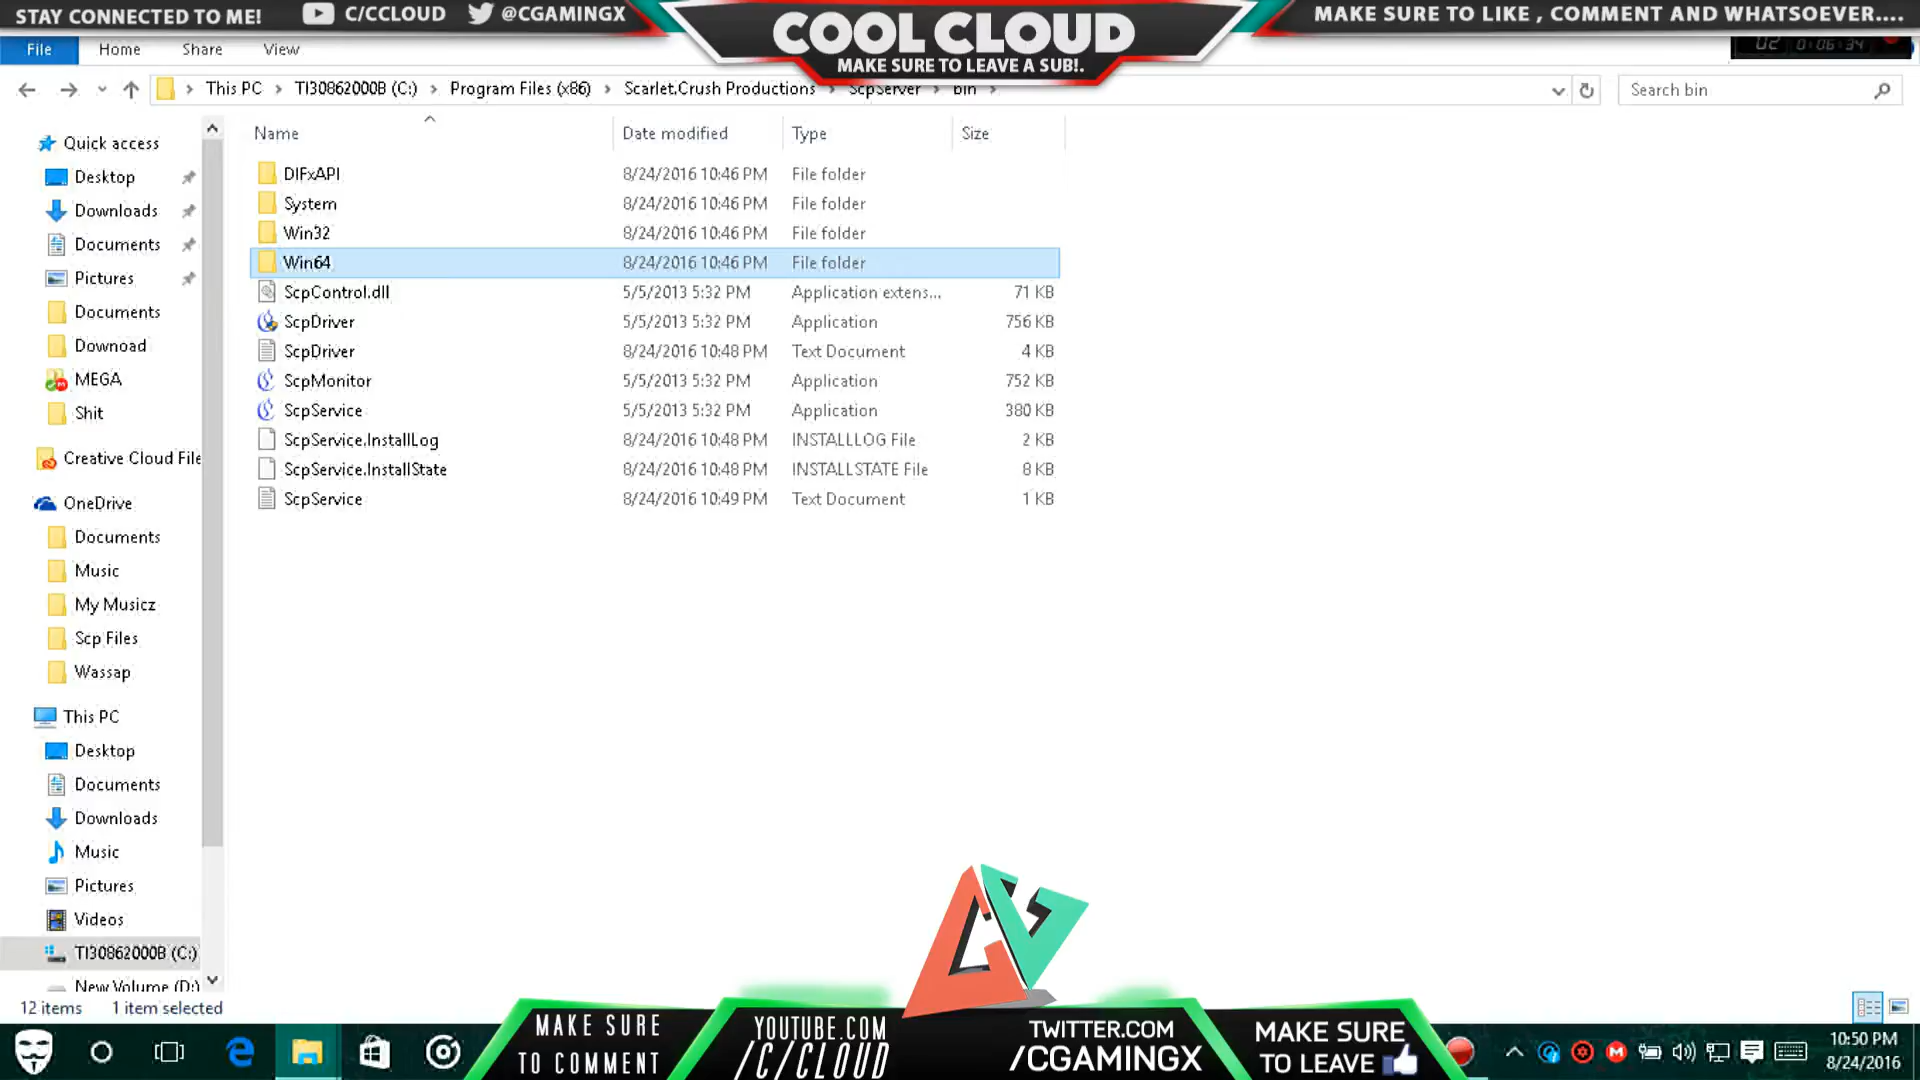 STAY CONNECTED TO ME! C/CCLOUD @CGAMINGX
COOL CLOUD
MAKE SURE TO LEAVE A SUB!.
MAKE SURE TO LIKE , COMMENT AND WHATSOEVER....
02 0:06:34
File Home Share View
This PC TI30862000B (C:) Program Files (x86) Scarlet.Crush Productions ScpServer bin
Search bin
Name Date modified Type Size
DIFxAPI 8/24/2016 10:46 PM File folder
System 8/24/2016 10:46 PM File folder
Win32 8/24/2016 10:46 PM File folder
Win64 8/24/2016 10:46 PM File folder
ScpControl.dll 5/5/2013 5:32 PM Application extens... 71 KB
ScpDriver 5/5/2013 5:32 PM Application 756 KB
ScpDriver 8/24/2016 10:48 PM Text Document 4 KB
ScpMonitor 5/5/2013 5:32 PM Application 752 KB
ScpService 5/5/2013 5:32 PM Application 380 KB
ScpService.InstallLog 8/24/2016 10:48 PM INSTALLLOG File 2 KB
ScpService.InstallState 8/24/2016 10:48 PM INSTALLSTATE File 8 KB
ScpService 8/24/2016 10:49 PM Text Document 1 KB
Quick access
Desktop
Downloads
Documents
Pictures
Documents
Downoad
MEGA
Shit
Creative Cloud File
OneDrive
Documents
Music
My Musicz
Scp Files
Wassap
This PC
Desktop
Documents
Downloads
Music
Pictures
Videos
TI30862000B (C:)
New Volume (D:)
12 items 1 item selected
MAKE SURE
TO COMMENT
YOUTUBE.COM
/C/CLOUD
TWITTER.COM
/CGAMINGX
MAKE SURE
TO LEAVE
10:50 PM
8/24/2016